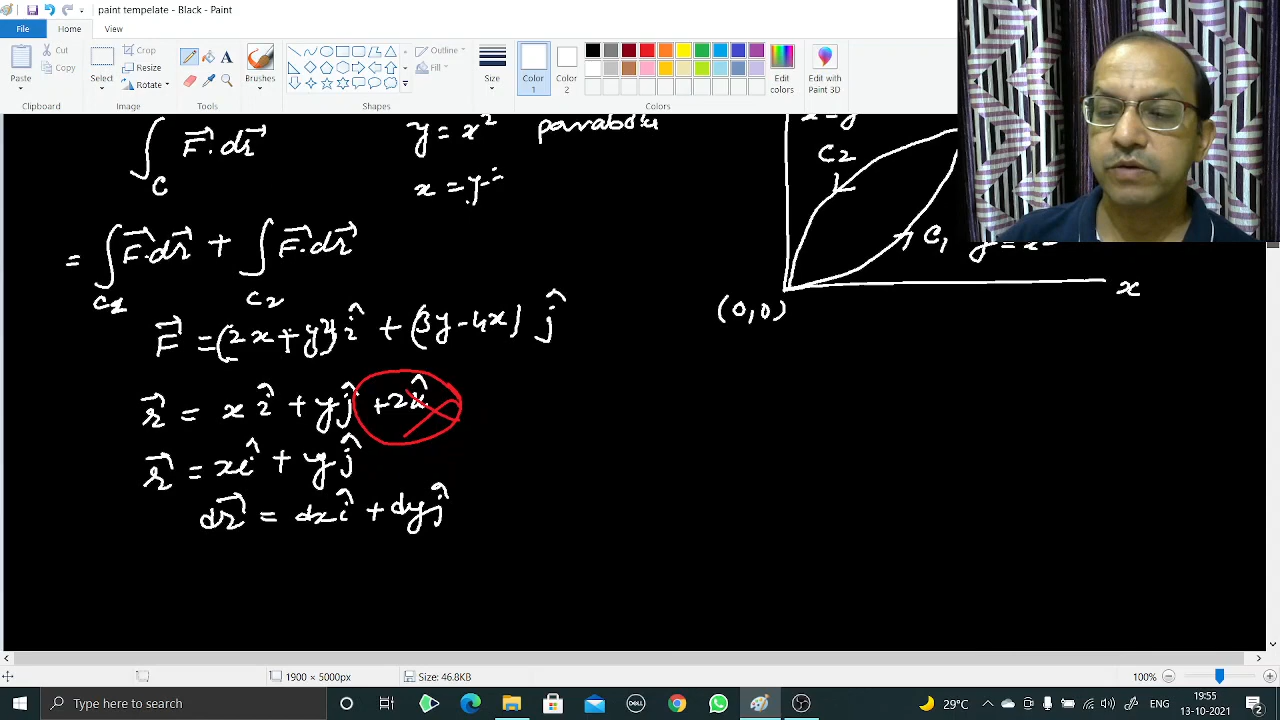 paint tempelate - Black - Paint
File Home View
Paste Cut Copy Clipboard
Select Crop Resize Rotate Image
Tools
Brushes
Outline Fill Shapes
Size
Color 1 Color 2 Edit colors Colors
Edit with Paint 3D
∫C F⃗.dr⃗
y = x² parabola
x = y²
= ∫C1 F⃗.dr⃗ + ∫C2 F⃗.dr⃗
F⃗ = (2x + y²) î + (3y - 4x) ĵ
r⃗ = x î + y ĵ + z k̂
r⃗ = x î + y ĵ
dr⃗ = dx î + dy ĵ
C2
C1
(0,0)
x
1900 × 5000px Size: 46.8KG 100%
Type here to search
DELL
29°C ENG 19:55 13-10-2021